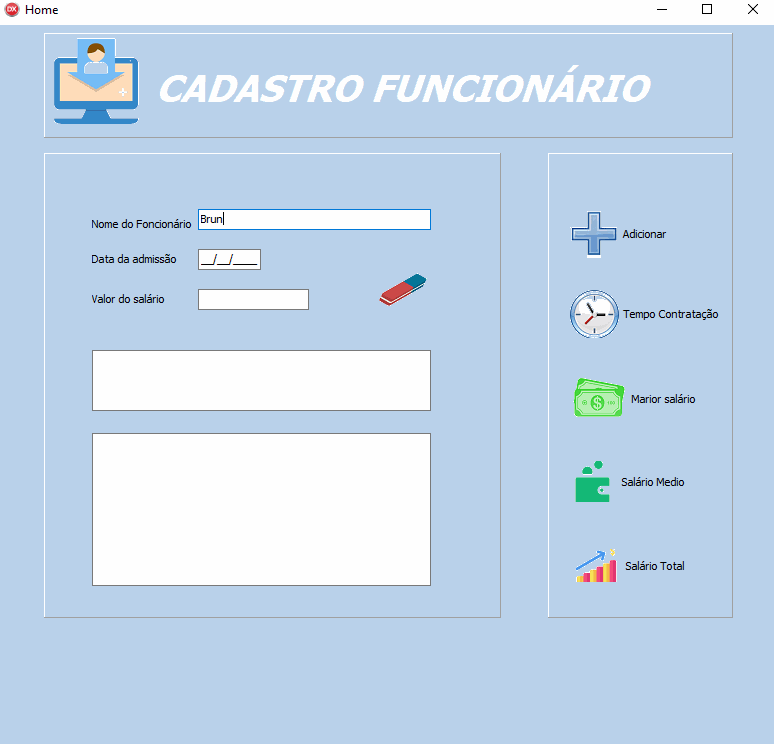 DX Home
CADASTRO FUNCIONÁRIO
Nome do Foncionário Brun
Data da admissão __/__/____
Valor do salário
Adicionar
Tempo Contratação
Marior salário
Salário Medio
Salário Total